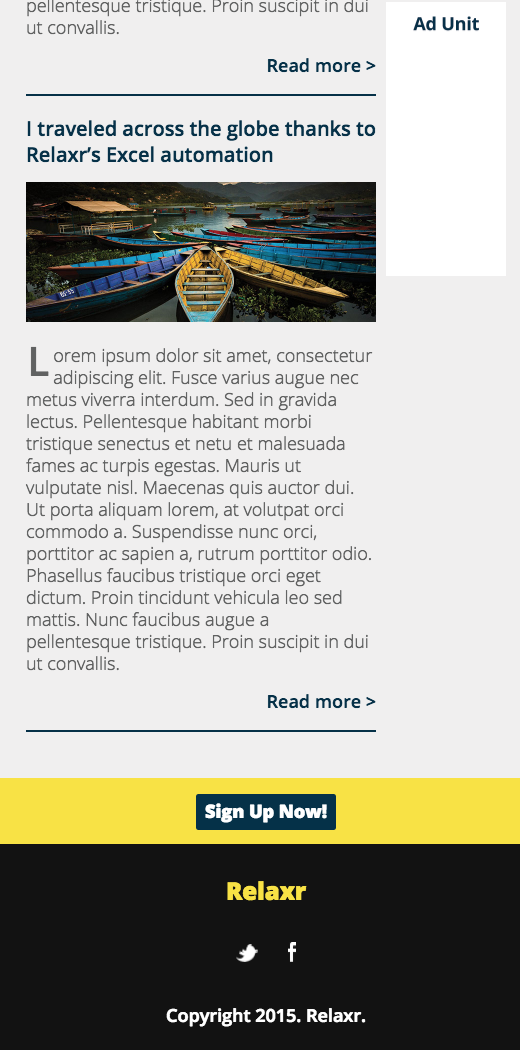 pellentesque tristique. Proin suscipit in dui
ut convallis.
Read more >
Ad Unit
I traveled across the globe thanks to
Relaxr’s Excel automation
Lorem ipsum dolor sit amet, consectetur
adipiscing elit. Fusce varius augue nec
metus viverra interdum. Sed in gravida
lectus. Pellentesque habitant morbi
tristique senectus et netu et malesuada
fames ac turpis egestas. Mauris ut
vulputate nisl. Maecenas quis auctor dui.
Ut porta aliquam lorem, at volutpat orci
commodo a. Suspendisse nunc orci,
porttitor ac sapien a, rutrum porttitor odio.
Phasellus faucibus tristique orci eget
dictum. Proin tincidunt vehicula leo sed
mattis. Nunc faucibus augue a
pellentesque tristique. Proin suscipit in dui
ut convallis.
Read more >
Sign Up Now!
Relaxr
Copyright 2015. Relaxr.